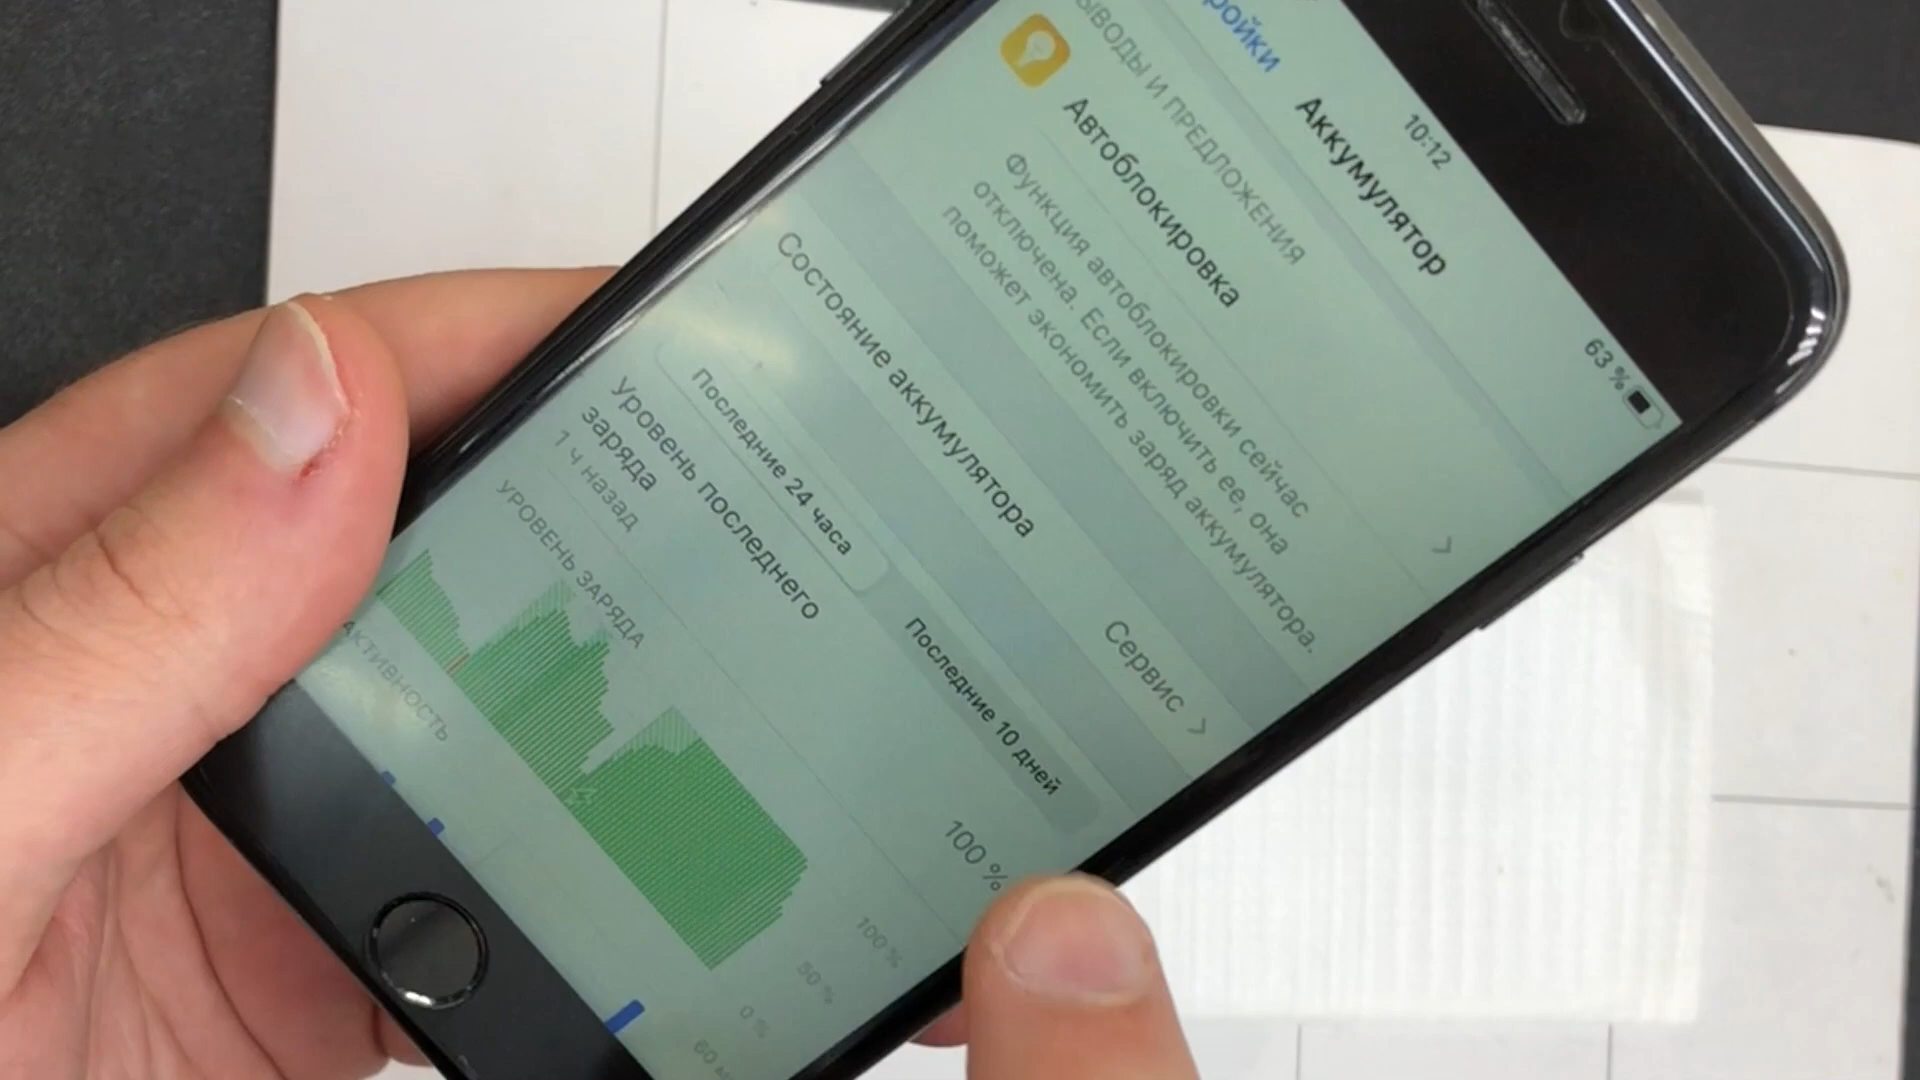 10:12
63 %
ройки
Аккумулятор
ЫВОДЫ И ПРЕДЛОЖЕНИЯ
Автоблокировка
Функция автоблокировки сейчас
отключена. Если включить ее, она
поможет экономить заряд аккумулятора.
Состояние аккумулятора
Сервис
Последние 24 часа
Последние 10 дней
Уровень последнего
заряда
100 %
1 ч назад
УРОВЕНЬ ЗАРЯДА
100 %
50 %
0 %
АКТИВНОСТЬ
60 м